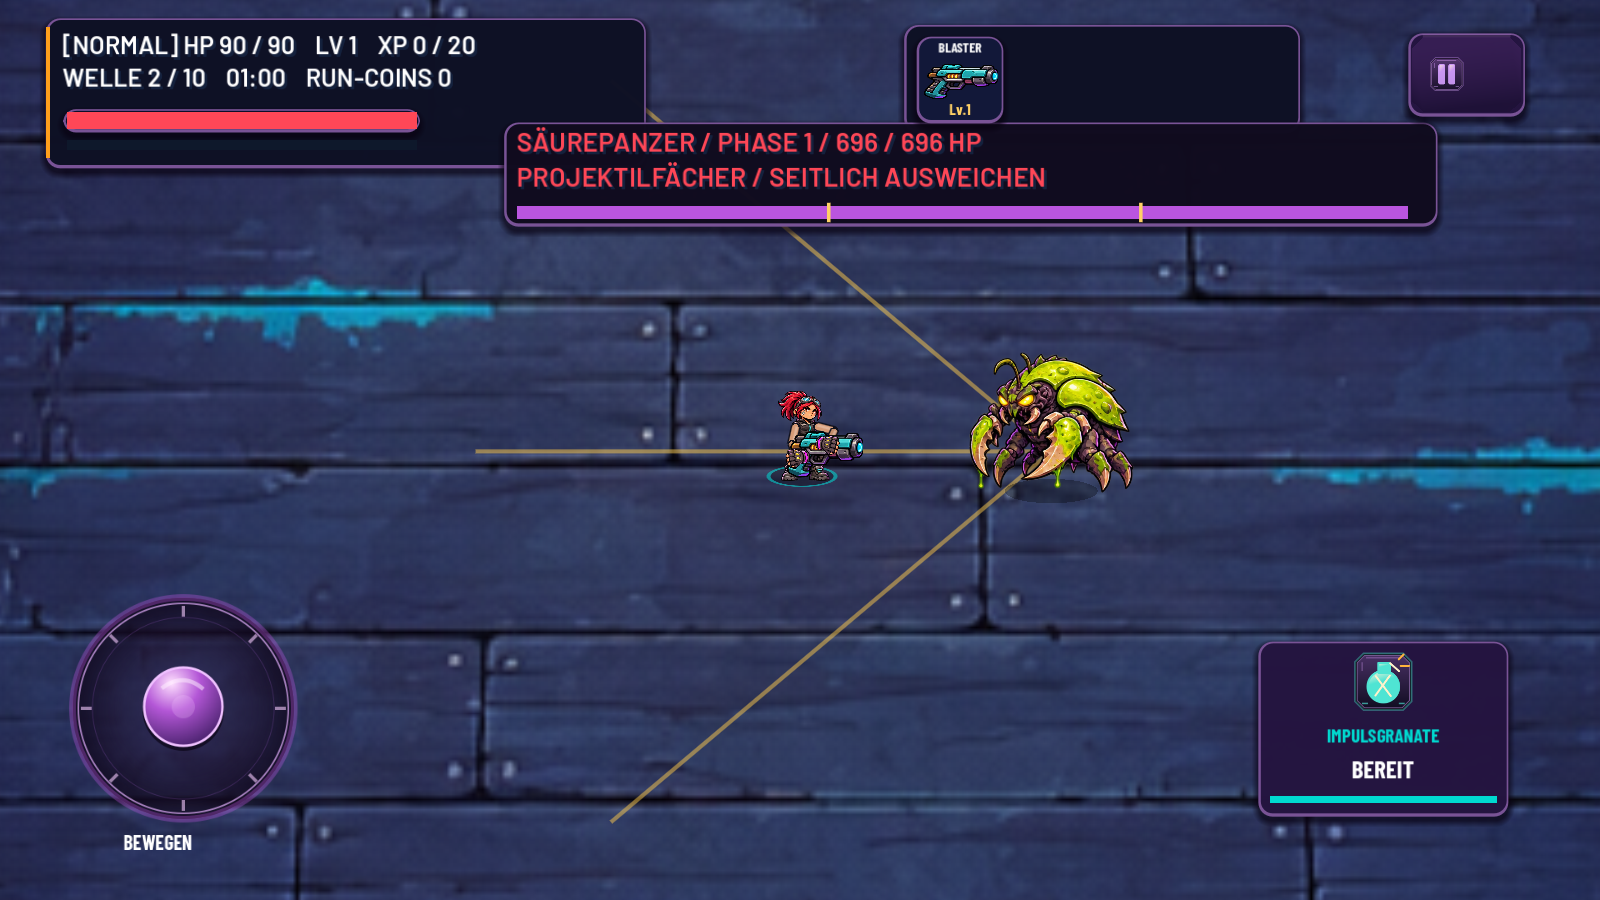 [NORMAL] HP 90 / 90 LV 1 XP 0 / 20
WELLE 2 / 10 01:00 RUN-COINS 0
BLASTER
Lv.1
SÄUREPANZER / PHASE 1 / 696 / 696 HP
PROJEKTILFÄCHER / SEITLICH AUSWEICHEN
BEWEGEN
IMPULSGRANATE
BEREIT